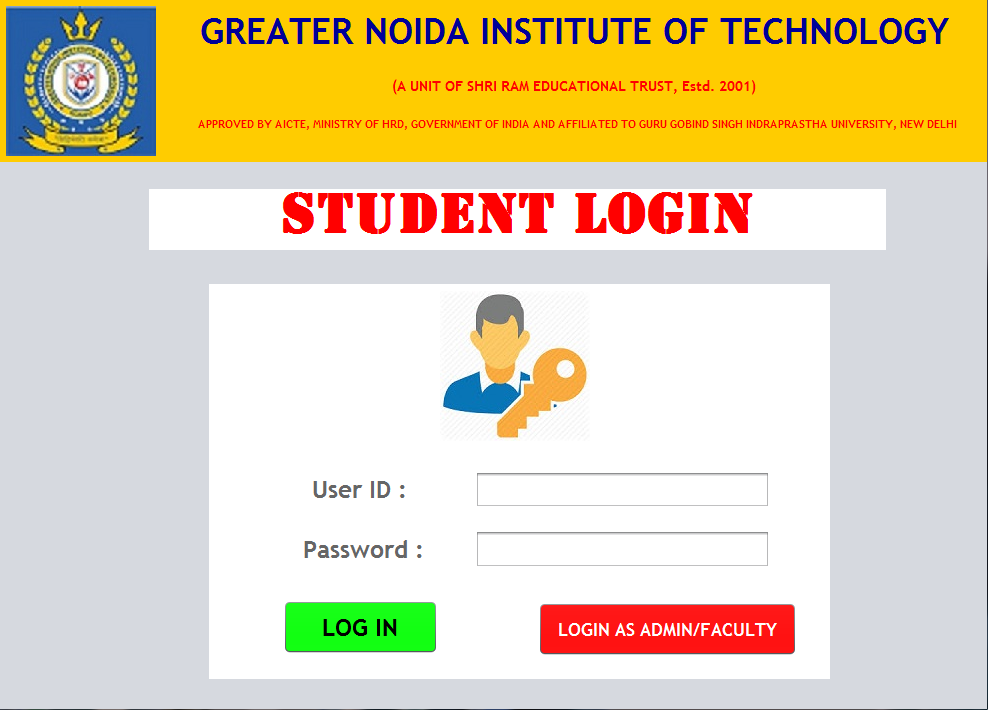 GREATER NOIDA INSTITUTE OF TECHNOLOGY
(A UNIT OF SHRI RAM EDUCATIONAL TRUST, Estd. 2001)
APPROVED BY AICTE, MINISTRY OF HRD, GOVERNMENT OF INDIA AND AFFILIATED TO GURU GOBIND SINGH INDRAPRASTHA UNIVERSITY, NEW DELHI
STUDENT LOGIN
User ID :
Password :
LOG IN
LOGIN AS ADMIN/FACULTY